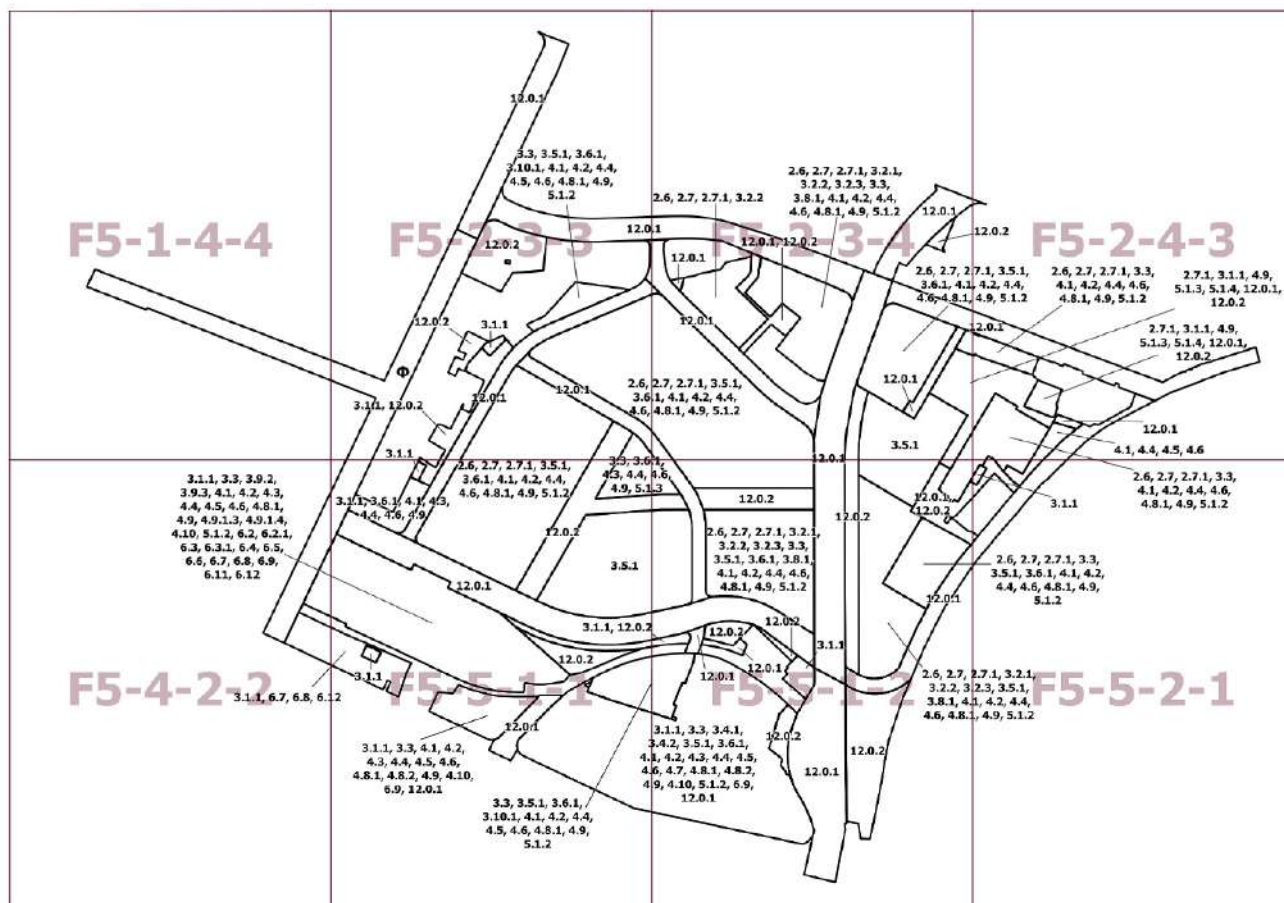 12.0.1
3.3, 3.5.1, 3.6.1,
3.10.1, 4.1, 4.2, 4.4,
4.5, 4.6, 4.8.1, 4.9,
5.1.2
2.6, 2.7, 2.7.1, 3.2.2
2.6, 2.7, 2.7.1, 3.2.1,
3.2.2, 3.2.3, 3.3,
3.8.1, 4.1, 4.2, 4.4,
4.6, 4.8.1, 4.9, 5.1.2
12.0.1
12.0.2
F5-1-4-4
F5-2-3-3
F5-2-3-4
F5-2-4-3
12.0.2
12.0.1
12.0.1, 12.0.2
12.0.1
2.6, 2.7, 2.7.1, 3.5.1,
3.6.1, 4.1, 4.2, 4.4,
4.6, 4.8.1, 4.9, 5.1.2
2.6, 2.7, 2.7.1, 3.3,
4.1, 4.2, 4.4, 4.6,
4.8.1, 4.9, 5.1.2
2.7.1, 3.1.1, 4.9,
5.1.3, 5.1.4, 12.0.1,
12.0.2
12.0.2
3.1.1
12.0.1
12.0.1
2.7.1, 3.1.1, 4.9,
5.1.3, 5.1.4, 12.0.1,
12.0.2
Ф
12.0.1
12.0.1
2.6, 2.7, 2.7.1, 3.5.1,
3.6.1, 4.1, 4.2, 4.4,
4.6, 4.8.1, 4.9, 5.1.2
12.0.1
3.1.1, 12.0.2
3.5.1
12.0.1
4.1, 4.4, 4.5, 4.6
3.1.1
12.0.1
2.6, 2.7, 2.7.1, 3.5.1,
3.6.1, 4.1, 4.2, 4.4,
4.6, 4.8.1, 4.9, 5.1.2
3.3, 3.6.1,
4.3, 4.4, 4.6,
4.9, 5.1.3
3.1.1, 3.3, 3.9.2,
3.9.3, 4.1, 4.2, 4.3,
4.4, 4.5, 4.6, 4.8.1,
4.9, 4.9.1.3, 4.9.1.4,
4.10, 5.1.2, 6.2, 6.2.1,
6.3, 6.3.1, 6.4, 6.5,
6.6, 6.7, 6.8, 6.9,
6.11, 6.12
3.1.1, 3.6.1, 4.1, 4.3,
4.4, 4.6, 4.9
12.0.2
12.0.2
12.0.1,
12.0.2
3.1.1
2.6, 2.7, 2.7.1, 3.3,
4.1, 4.2, 4.4, 4.6,
4.8.1, 4.9, 5.1.2
12.0.2
3.5.1
2.6, 2.7, 2.7.1, 3.2.1,
3.2.2, 3.2.3, 3.3,
3.5.1, 3.6.1, 3.8.1,
4.1, 4.2, 4.4, 4.6,
4.8.1, 4.9, 5.1.2
2.6, 2.7, 2.7.1, 3.3,
3.5.1, 3.6.1, 4.1, 4.2,
4.4, 4.6, 4.8.1, 4.9,
5.1.2
12.0.1
12.0.1
3.1.1, 12.0.2
12.0.2
12.0.2
3.1.1
12.0.2
12.0.1
12.0.1
3.1.1
F5-4-2-2
F5-5-1-1
F5-5-1-2
F5-5-2-1
3.1.1, 6.7, 6.8, 6.12
2.6, 2.7, 2.7.1, 3.2.1,
3.2.2, 3.2.3, 3.5.1,
3.8.1, 4.1, 4.2, 4.4,
4.6, 4.8.1, 4.9, 5.1.2
12.0.1
12.0.2
12.0.2
3.1.1, 3.3, 4.1, 4.2,
4.3, 4.4, 4.5, 4.6,
4.8.1, 4.8.2, 4.9, 4.10,
6.9, 12.0.1
3.1.1, 3.3, 3.4.1,
3.4.2, 3.5.1, 3.6.1,
4.1, 4.2, 4.3, 4.4, 4.5,
4.6, 4.7, 4.8.1, 4.8.2,
4.9, 4.10, 5.1.2, 6.9,
12.0.1
12.0.1
3.3, 3.5.1, 3.6.1,
3.10.1, 4.1, 4.2, 4.4,
4.5, 4.6, 4.8.1, 4.9,
5.1.2